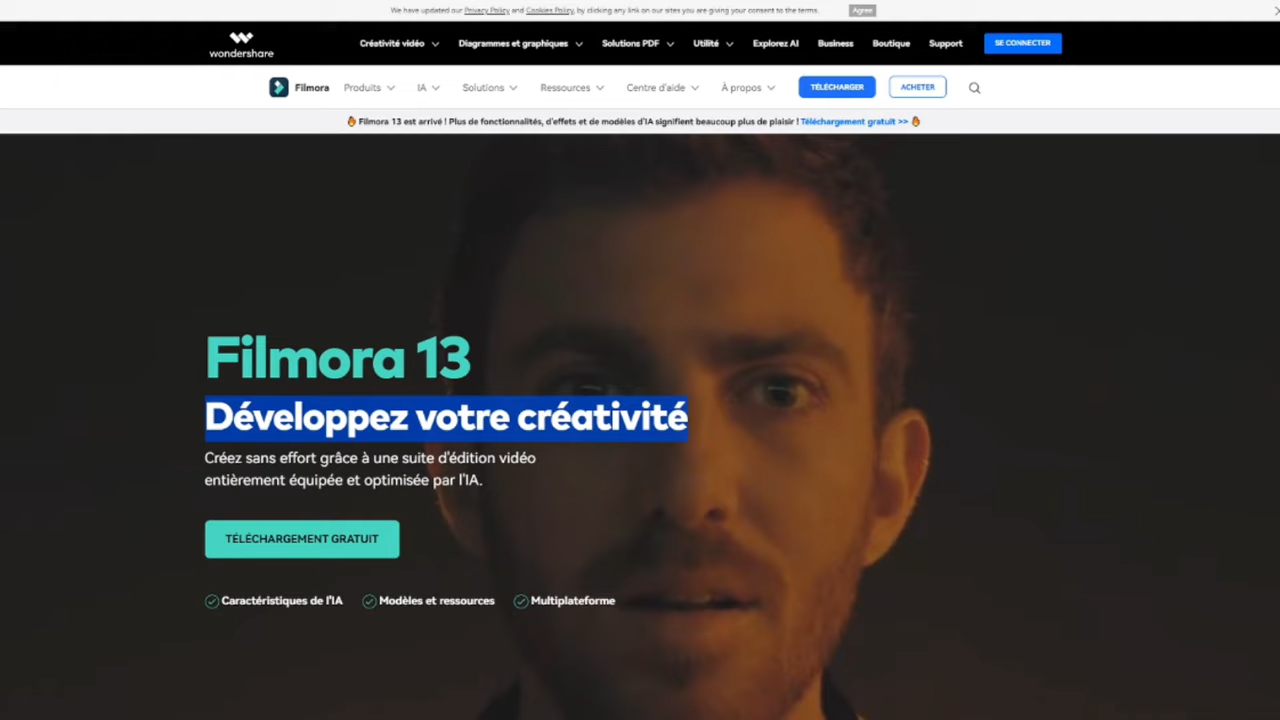 We have updated our Privacy Policy and Cookies Policy, by clicking any link on our sites you are giving your consent to the terms. Agree
wondershare
Créativité vidéo Diagrammes et graphiques Solutions PDF Utilité Explorez AI Business Boutique Support SE CONNECTER
Filmora Produits IA Solutions Ressources Centre d'aide À propos TÉLÉCHARGER ACHETER
Filmora 13 est arrivé ! Plus de fonctionnalités, d'effets et de modèles d'IA signifient beaucoup plus de plaisir ! Téléchargement gratuit >>
Filmora 13
Développez votre créativité
Créez sans effort grâce à une suite d'édition vidéo
entièrement équipée et optimisée par l'IA.
TÉLÉCHARGEMENT GRATUIT
Caractéristiques de l'IA Modèles et ressources Multiplateforme